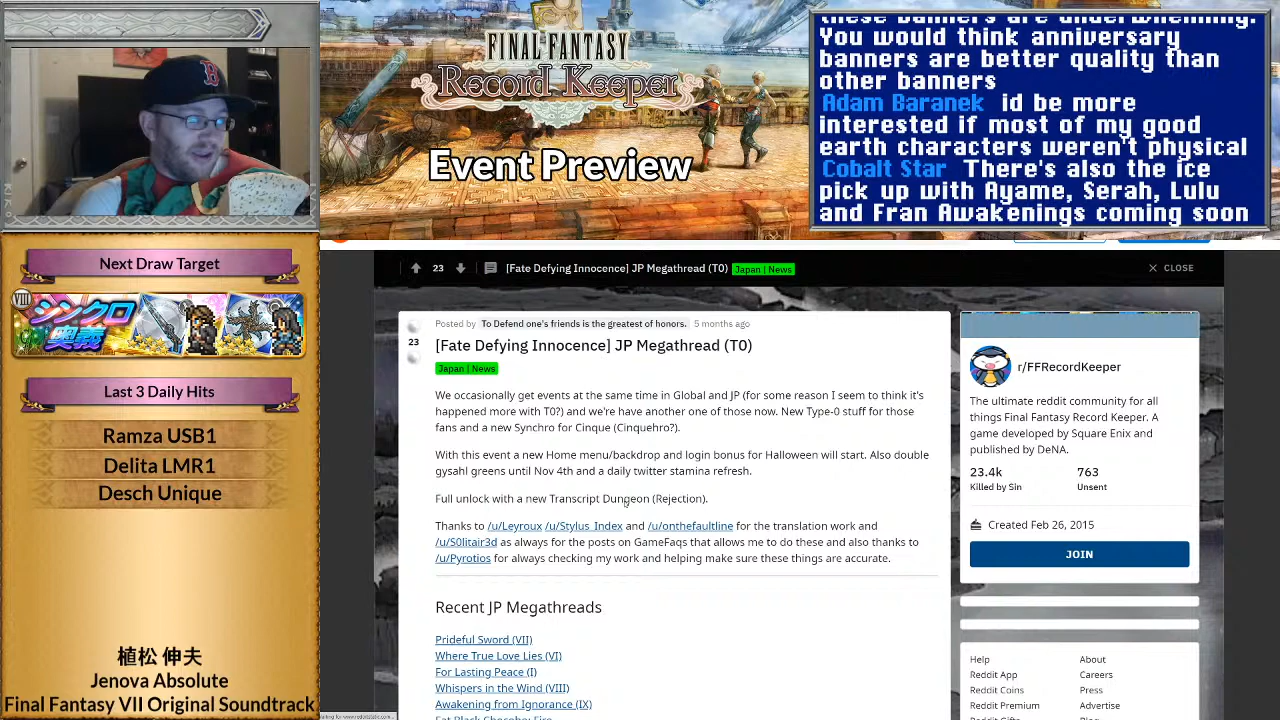 Next Draw Target
VIII
シンクロ
奥義
Last 3 Daily Hits
Ramza USB1
Delita LMR1
Desch Unique
植松 伸夫
Jenova Absolute
Final Fantasy VII Original Soundtrack
B
FINAL FANTASY
Record Keeper
Event Preview
these banners are underwhelming.
You would think anniversary
banners are better quality than
other banners
Adam Baranek id be more
interested if most of my good
earth characters weren't physical
Cobalt Star There's also the ice
pick up with Ayame, Serah, Lulu
and Fran Awakenings coming soon
23 [Fate Defying Innocence] JP Megathread (T0) Japan | News CLOSE
Posted by To Defend one's friends is the greatest of honors. 5 months ago
23
[Fate Defying Innocence] JP Megathread (T0)
Japan | News
We occasionally get events at the same time in Global and JP (for some reason I seem to think it's
happened more with T0?) and we're have another one of those now. New Type-0 stuff for those
fans and a new Synchro for Cinque (Cinquehro?).
With this event a new Home menu/backdrop and login bonus for Halloween will start. Also double
gysahl greens until Nov 4th and a daily twitter stamina refresh.
Full unlock with a new Transcript Dungeon (Rejection).
Thanks to /u/Leyroux /u/Stylus_Index and /u/onthefaultline for the translation work and
/u/S0litair3d as always for the posts on GameFaqs that allows me to do these and also thanks to
/u/Pyrotios for always checking my work and helping make sure these things are accurate.
Recent JP Megathreads
Prideful Sword (VII)
Where True Love Lies (VI)
For Lasting Peace (I)
Whispers in the Wind (VIII)
Awakening from Ignorance (IX)
r/FFRecordKeeper
The ultimate reddit community for all
things Final Fantasy Record Keeper. A
game developed by Square Enix and
published by DeNA.
23.4k 763
Killed by Sin Unsent
Created Feb 26, 2015
JOIN
Help About
Reddit App Careers
Reddit Coins Press
Reddit Premium Advertise